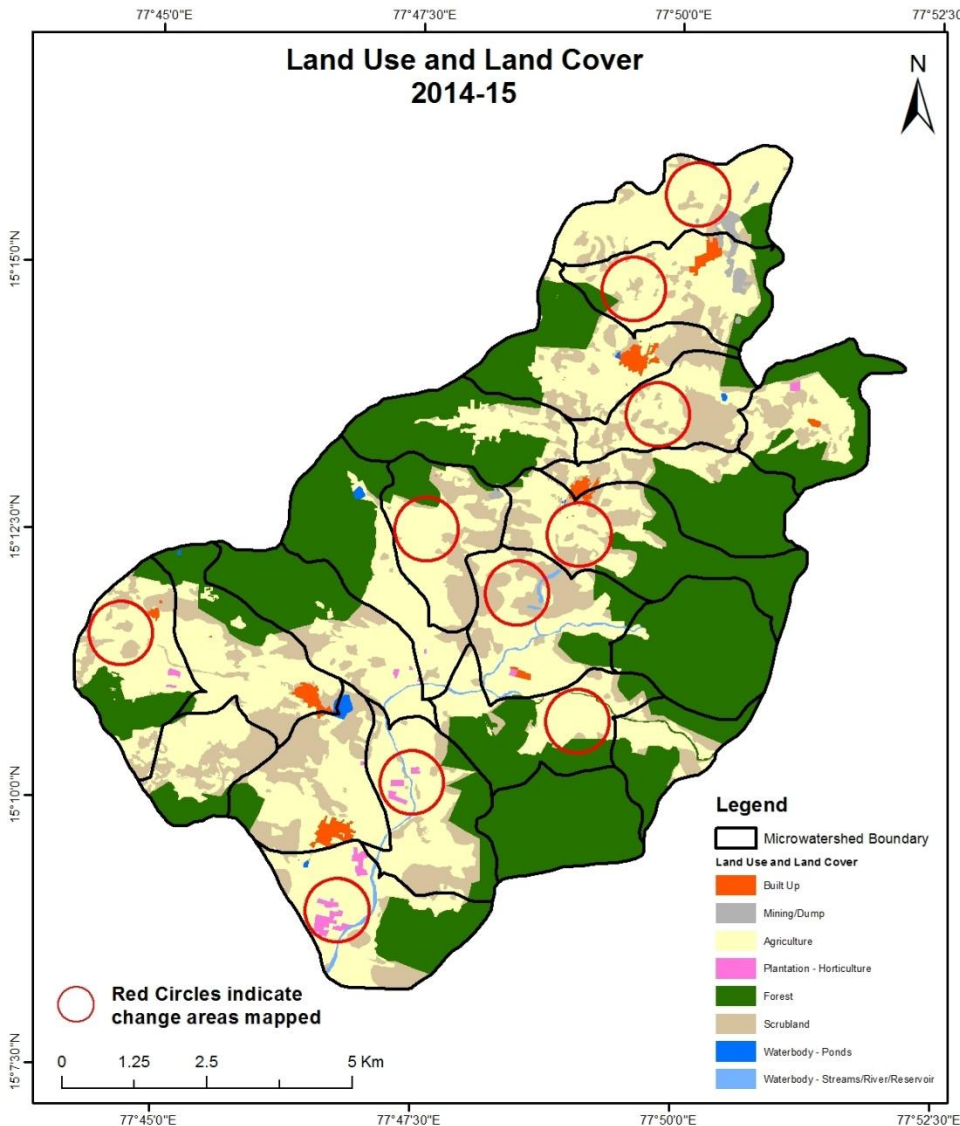 77°45'0"E
77°47'30"E
77°50'0"E
77°52'30"E
Land Use and Land Cover
2014-15
N
15°15'0"N
15°15'0"N
15°12'30"N
15°10'0"N
15°7'30"N
Legend
Microwatershed Boundary
Land Use and Land Cover
Built Up
Mining/Dump
Agriculture
Plantation - Horticulture
Forest
Scrubland
Waterbody - Ponds
Waterbody - Streams/River/Reservoir
Red Circles indicate
change areas mapped
0 1.25 2.5 5 Km
77°45'0"E
77°47'30"E
77°50'0"E
77°52'30"E